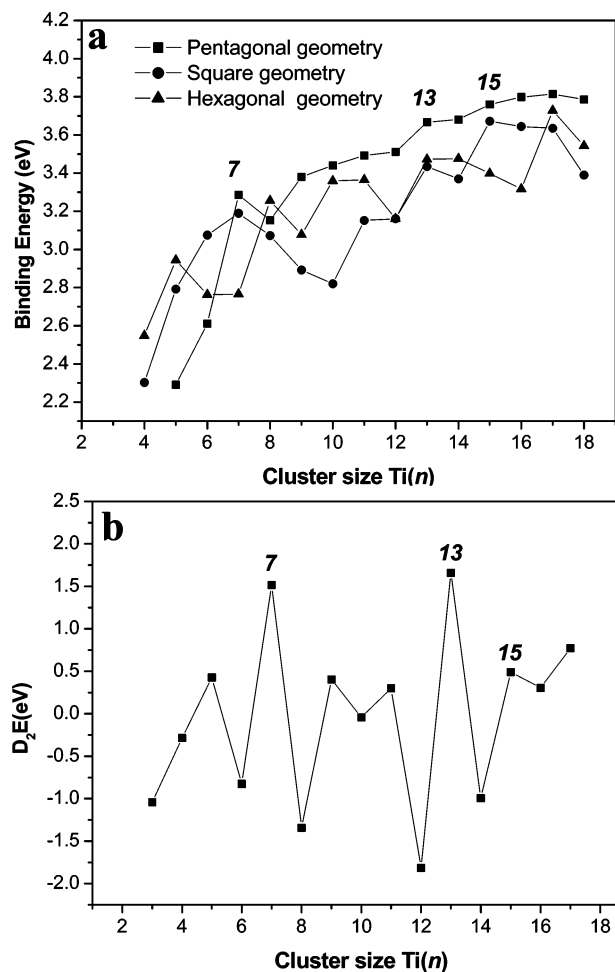 a
Pentagonal geometry
Square geometry
Hexagonal geometry
7
13
15
4.2
4.0
3.8
3.6
3.4
3.2
3.0
2.8
2.6
2.4
2.2
Binding Energy (eV)
2 4 6 8 10 12 14 16 18
Cluster size Ti(n)
b
7
13
15
2.5
2.0
1.5
1.0
0.5
0.0
-0.5
-1.0
-1.5
-2.0
D₂E(eV)
2 4 6 8 10 12 14 16 18
Cluster size Ti(n)